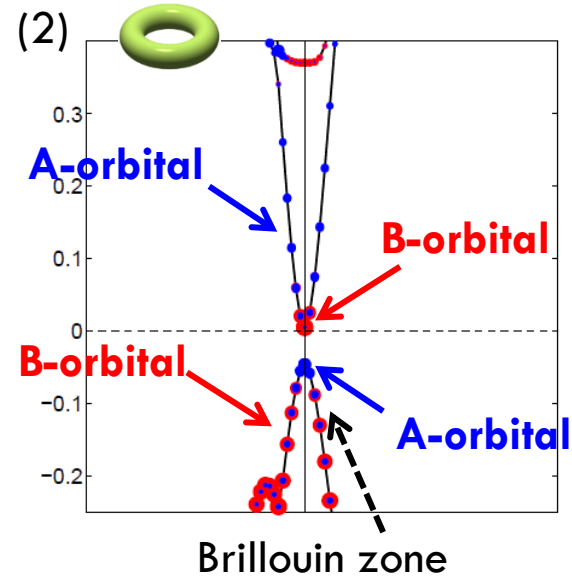 (2)
0.3
A-orbital
0.2
B-orbital
0.1
0
B-orbital
−0.1
A-orbital
−0.2
Brillouin zone